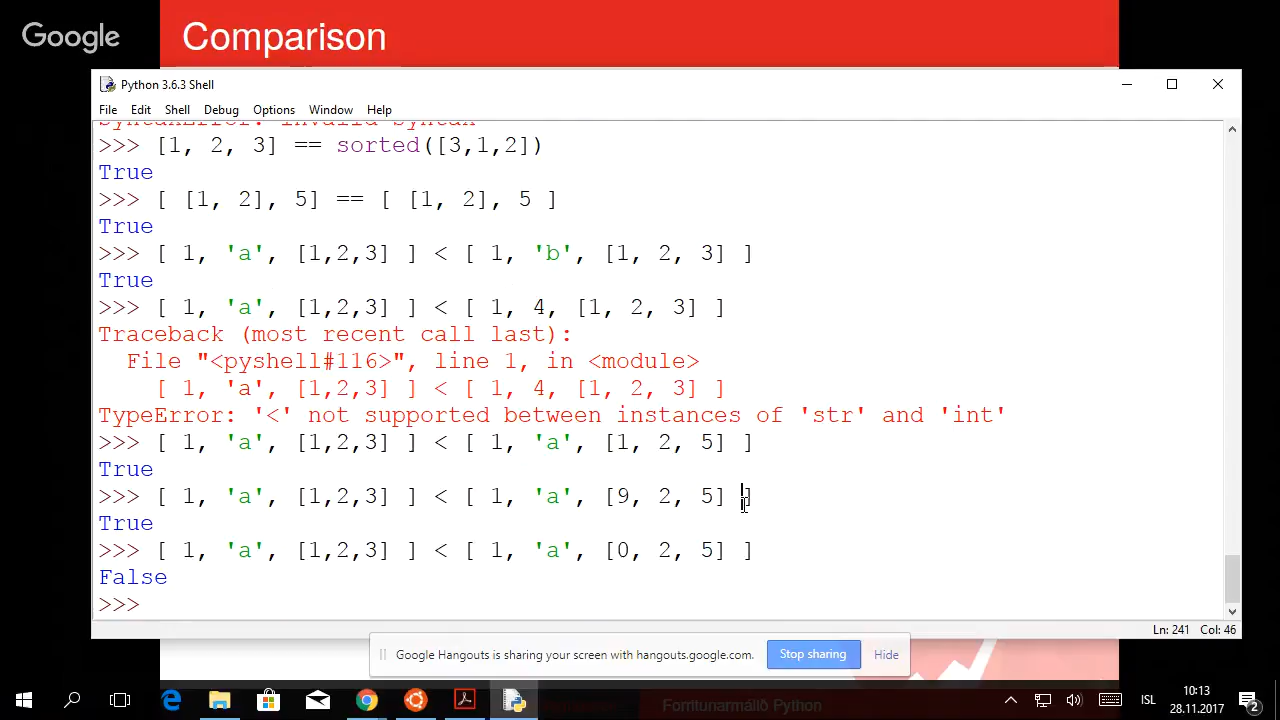 Google
Comparison
Python 3.6.3 Shell
File Edit Shell Debug Options Window Help
SyntaxError: invalid syntax
>>> [1, 2, 3] == sorted([3,1,2])
True
>>> [ [1, 2], 5] == [ [1, 2], 5 ]
True
>>> [ 1, 'a', [1,2,3] ] < [ 1, 'b', [1, 2, 3] ]
True
>>> [ 1, 'a', [1,2,3] ] < [ 1, 4, [1, 2, 3] ]
Traceback (most recent call last):
File "<pyshell#116>", line 1, in <module>
[ 1, 'a', [1,2,3] ] < [ 1, 4, [1, 2, 3] ]
TypeError: '<' not supported between instances of 'str' and 'int'
>>> [ 1, 'a', [1,2,3] ] < [ 1, 'a', [1, 2, 5] ]
True
>>> [ 1, 'a', [1,2,3] ] < [ 1, 'a', [9, 2, 5] ]
True
>>> [ 1, 'a', [1,2,3] ] < [ 1, 'a', [0, 2, 5] ]
False
>>>
Ln: 241 Col: 46
Google Hangouts is sharing your screen with hangouts.google.com. Stop sharing Hide
Forritunarmálið Python
ISL
10:13
28.11.2017
2